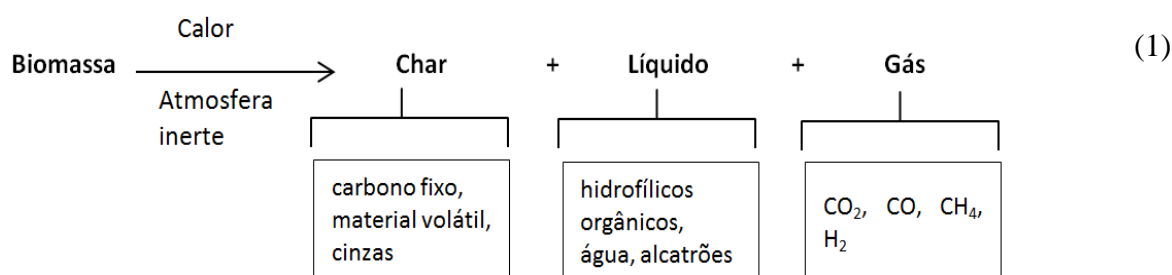 Calor
(1)
Biomassa Char + Líquido + Gás
Atmosfera
inerte
carbono fixo,
material volátil,
cinzas
hidrofílicos
orgânicos,
água, alcatrões
CO₂, CO, CH₄,
H₂